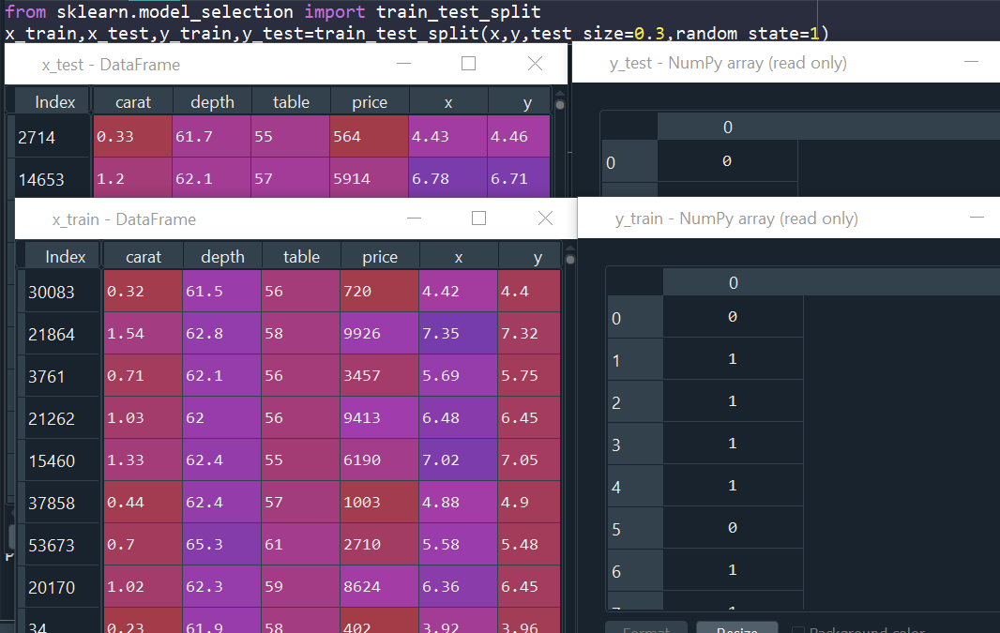 from sklearn.model_selection import train_test_split
x_train,x_test,y_train,y_test=train_test_split(x,y,test_size=0.3,random_state=1)
x_test - DataFrame
Index carat depth table price x y
2714 0.33 61.7 55 564 4.43 4.46
14653 1.2 62.1 57 5914 6.78 6.71
y_test - NumPy array (read only)
0
0 0
x_train - DataFrame
Index carat depth table price x y
30083 0.32 61.5 56 720 4.42 4.4
21864 1.54 62.8 58 9926 7.35 7.32
3761 0.71 62.1 56 3457 5.69 5.75
21262 1.03 62 56 9413 6.48 6.45
15460 1.33 62.4 55 6190 7.02 7.05
37858 0.44 62.4 57 1003 4.88 4.9
53673 0.7 65.3 61 2710 5.58 5.48
20170 1.02 62.3 59 8624 6.36 6.45
34 0.23 61.9 58 402 3.92 3.96
y_train - NumPy array (read only)
0
0 0
1 1
2 1
3 1
4 1
5 0
6 1
Format Resize Background color